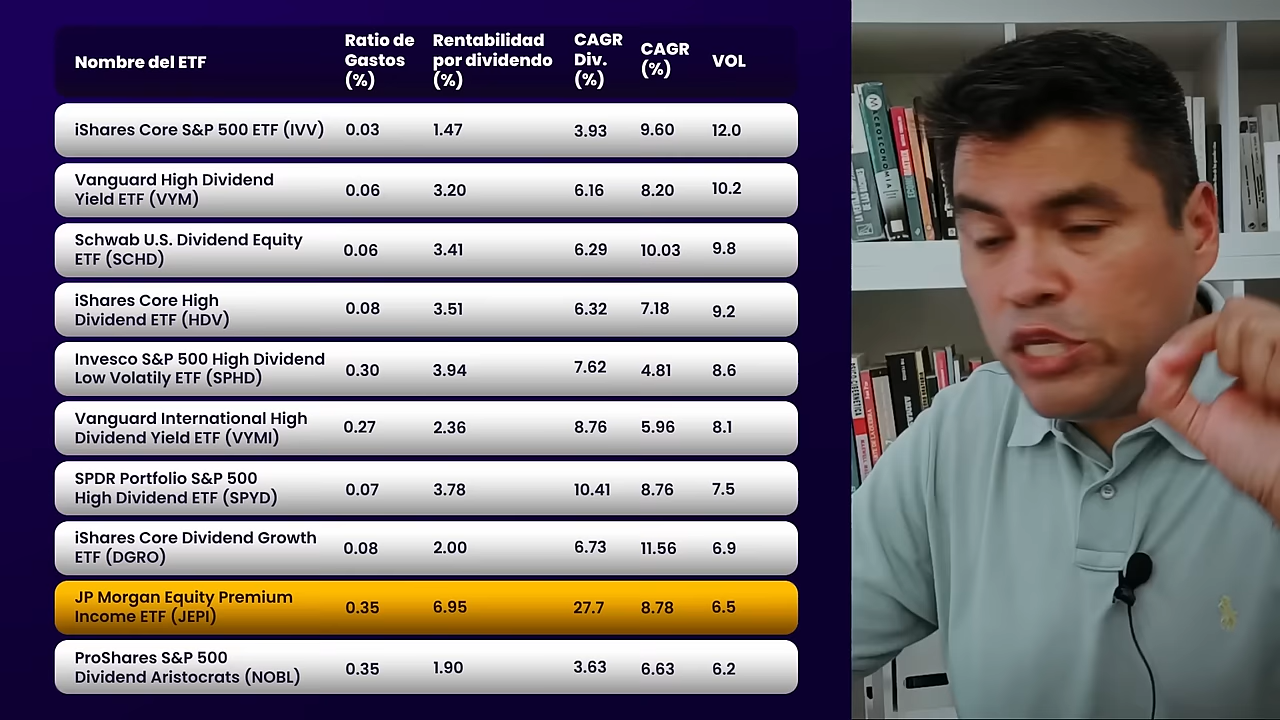 Nombre del ETF
Ratio de
Gastos
(%)
Rentabilidad
por dividendo
(%)
CAGR
Div.
(%)
CAGR
(%)
VOL
iShares Core S&P 500 ETF (IVV) 0.03 1.47 3.93 9.60 12.0
Vanguard High Dividend
Yield ETF (VYM) 0.06 3.20 6.16 8.20 10.2
Schwab U.S. Dividend Equity
ETF (SCHD) 0.06 3.41 6.29 10.03 9.8
iShares Core High
Dividend ETF (HDV) 0.08 3.51 6.32 7.18 9.2
Invesco S&P 500 High Dividend
Low Volatily ETF (SPHD) 0.30 3.94 7.62 4.81 8.6
Vanguard International High
Dividend Yield ETF (VYMI) 0.27 2.36 8.76 5.96 8.1
SPDR Portfolio S&P 500
High Dividend ETF (SPYD) 0.07 3.78 10.41 8.76 7.5
iShares Core Dividend Growth
ETF (DGRO) 0.08 2.00 6.73 11.56 6.9
JP Morgan Equity Premium
Income ETF (JEPI) 0.35 6.95 27.7 8.78 6.5
ProShares S&P 500
Dividend Aristocrats (NOBL) 0.35 1.90 3.63 6.63 6.2
MACROECONOMIA